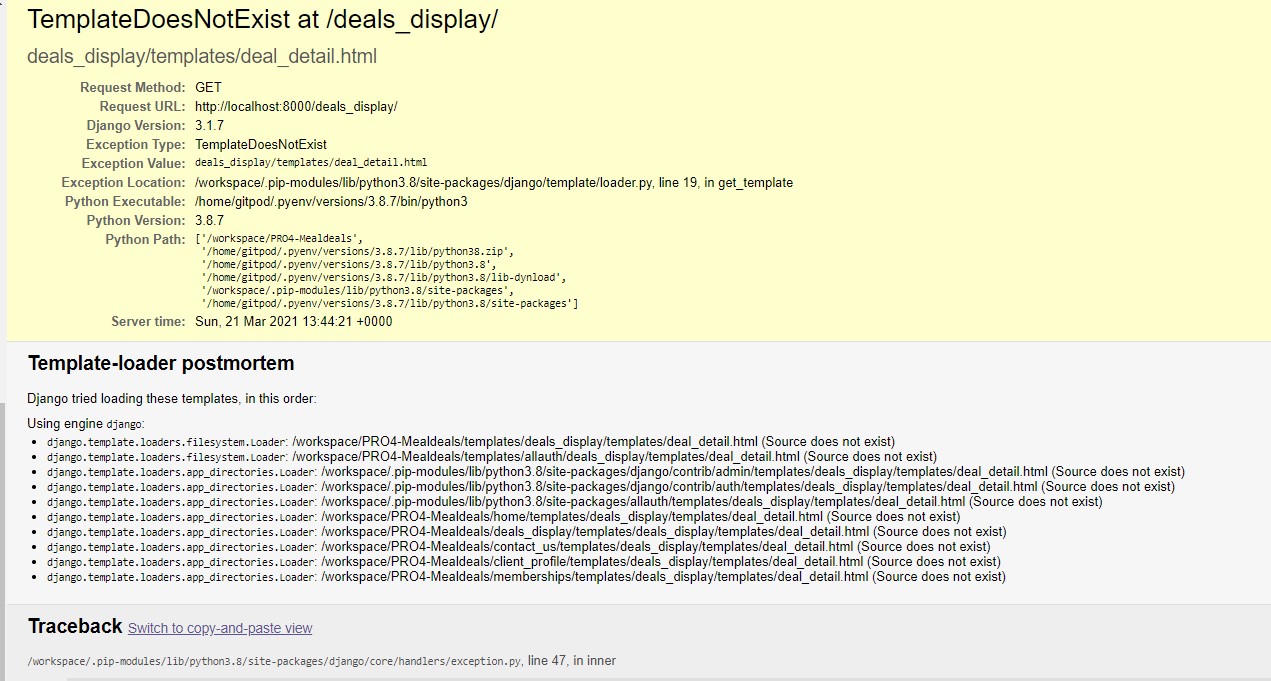 TemplateDoesNotExist at /deals_display/
deals_display/templates/deal_detail.html
Request Method: GET
Request URL: http://localhost:8000/deals_display/
Django Version: 3.1.7
Exception Type: TemplateDoesNotExist
Exception Value: deals_display/templates/deal_detail.html
Exception Location: /workspace/.pip-modules/lib/python3.8/site-packages/django/template/loader.py, line 19, in get_template
Python Executable: /home/gitpod/.pyenv/versions/3.8.7/bin/python3
Python Version: 3.8.7
Python Path: ['/workspace/PRO4-Mealdeals',
'/home/gitpod/.pyenv/versions/3.8.7/lib/python38.zip',
'/home/gitpod/.pyenv/versions/3.8.7/lib/python3.8',
'/home/gitpod/.pyenv/versions/3.8.7/lib/python3.8/lib-dynload',
'/workspace/.pip-modules/lib/python3.8/site-packages',
'/home/gitpod/.pyenv/versions/3.8.7/lib/python3.8/site-packages']
Server time: Sun, 21 Mar 2021 13:44:21 +0000
Template-loader postmortem
Django tried loading these templates, in this order:
Using engine django:
• django.template.loaders.filesystem.Loader: /workspace/PRO4-Mealdeals/templates/deals_display/templates/deal_detail.html (Source does not exist)
• django.template.loaders.filesystem.Loader: /workspace/PRO4-Mealdeals/templates/allauth/deals_display/templates/deal_detail.html (Source does not exist)
• django.template.loaders.app_directories.Loader: /workspace/.pip-modules/lib/python3.8/site-packages/django/contrib/admin/templates/deals_display/templates/deal_detail.html (Source does not exist)
• django.template.loaders.app_directories.Loader: /workspace/.pip-modules/lib/python3.8/site-packages/django/contrib/auth/templates/deals_display/templates/deal_detail.html (Source does not exist)
• django.template.loaders.app_directories.Loader: /workspace/.pip-modules/lib/python3.8/site-packages/allauth/templates/deals_display/templates/deal_detail.html (Source does not exist)
• django.template.loaders.app_directories.Loader: /workspace/PRO4-Mealdeals/home/templates/deals_display/templates/deal_detail.html (Source does not exist)
• django.template.loaders.app_directories.Loader: /workspace/PRO4-Mealdeals/deals_display/templates/deals_display/templates/deal_detail.html (Source does not exist)
• django.template.loaders.app_directories.Loader: /workspace/PRO4-Mealdeals/contact_us/templates/deals_display/templates/deal_detail.html (Source does not exist)
• django.template.loaders.app_directories.Loader: /workspace/PRO4-Mealdeals/client_profile/templates/deals_display/templates/deal_detail.html (Source does not exist)
• django.template.loaders.app_directories.Loader: /workspace/PRO4-Mealdeals/memberships/templates/deals_display/templates/deal_detail.html (Source does not exist)
Traceback Switch to copy-and-paste view
/workspace/.pip-modules/lib/python3.8/site-packages/django/core/handlers/exception.py, line 47, in inner